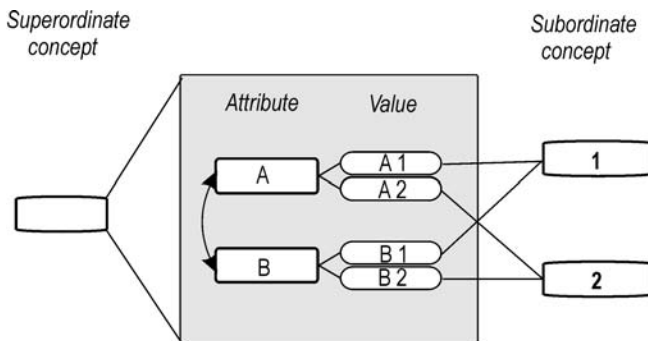 Superordinate
concept
Subordinate
concept
Attribute
Value
A
A 1
A 2
B
B 1
B 2
1
2